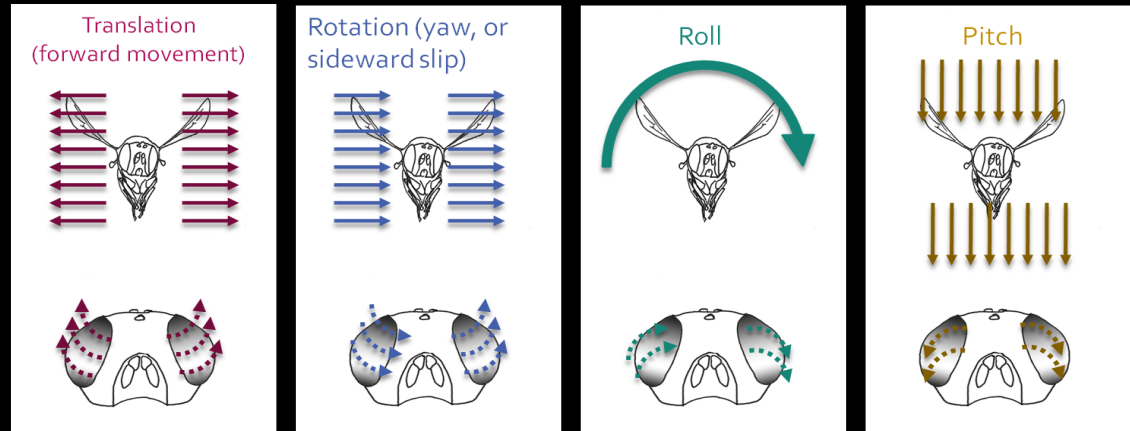 Translation
(forward movement)
Rotation (yaw, or
sideward slip)
Roll
Pitch